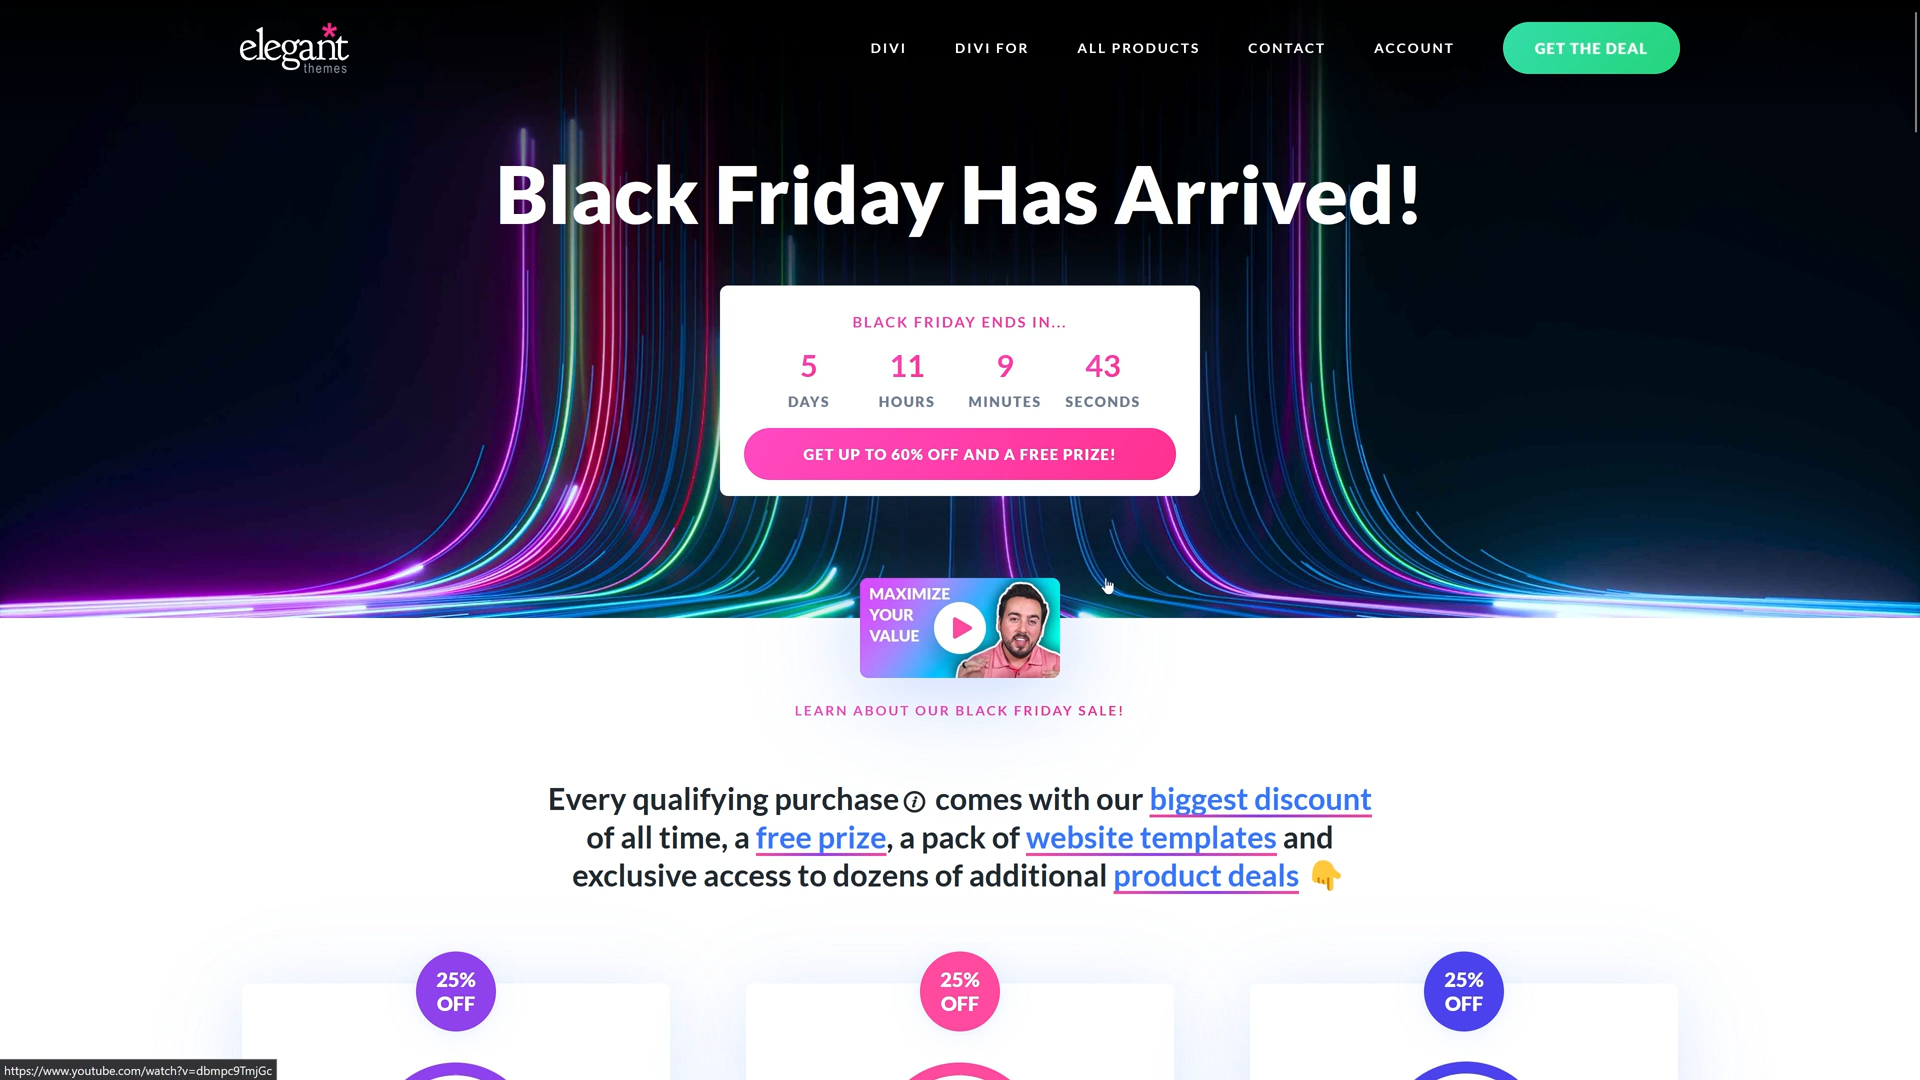 elegant
themes
DIVI
DIVI FOR
ALL PRODUCTS
CONTACT
ACCOUNT
GET THE DEAL
Black Friday Has Arrived!
BLACK FRIDAY ENDS IN...
5 11 9 43
DAYS HOURS MINUTES SECONDS
GET UP TO 60% OFF AND A FREE PRIZE!
MAXIMIZE
YOUR
VALUE
LEARN ABOUT OUR BLACK FRIDAY SALE!
Every qualifying purchase comes with our biggest discount
of all time, a free prize, a pack of website templates and
exclusive access to dozens of additional product deals
25%
OFF
25%
OFF
25%
OFF
https://www.youtube.com/watch?v=dbmpc9TmjGc